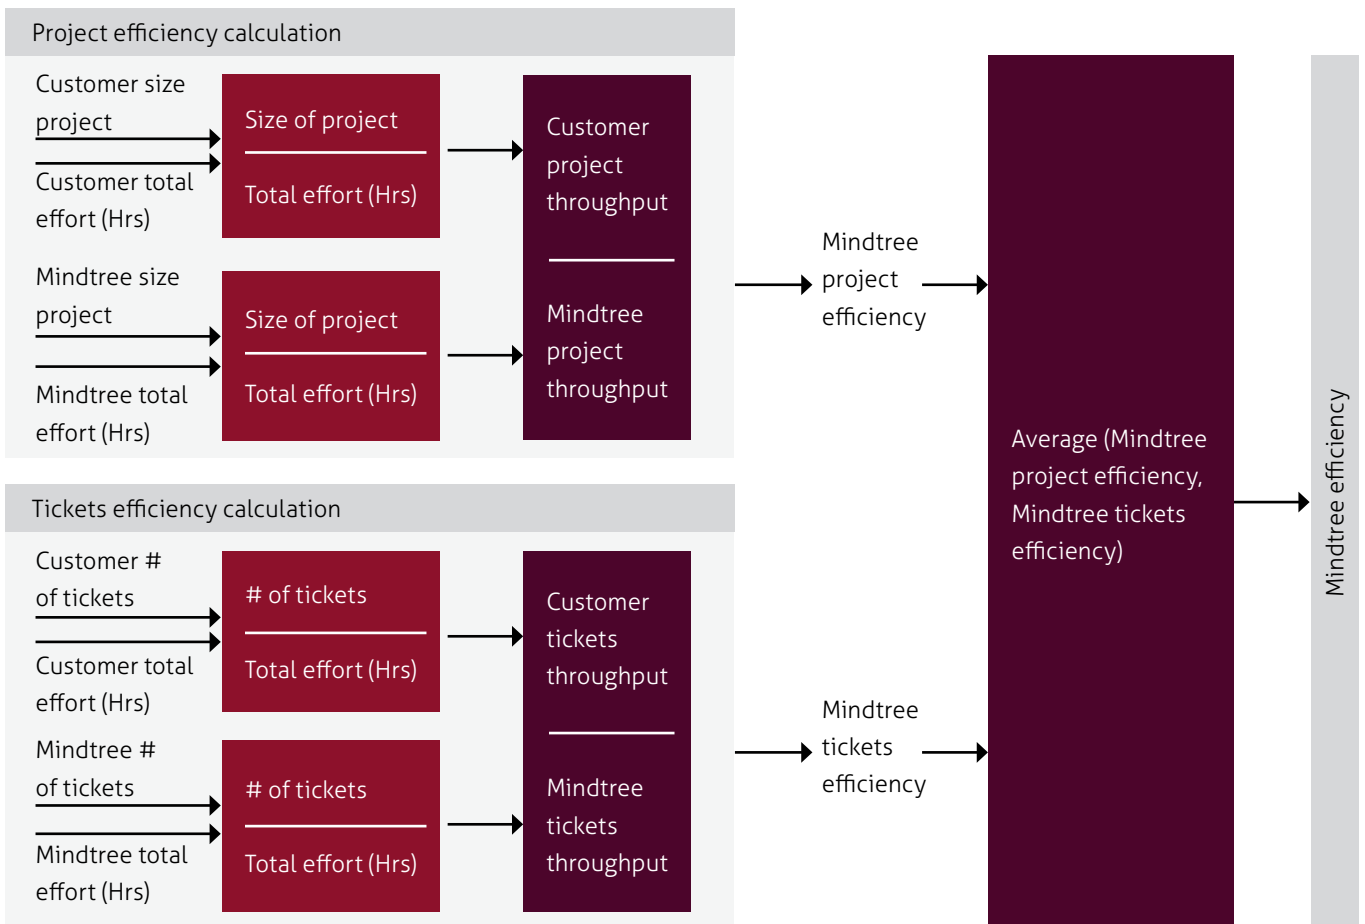 Project efficiency calculation
Customer size
project
Customer total
effort (Hrs)
Size of project
Total effort (Hrs)
Mindtree size
project
Mindtree total
effort (Hrs)
Size of project
Total effort (Hrs)
Customer
project
throughput
Mindtree
project
throughput
Mindtree
project
efficiency
Tickets efficiency calculation
Customer #
of tickets
Customer total
effort (Hrs)
# of tickets
Total effort (Hrs)
Mindtree #
of tickets
Mindtree total
effort (Hrs)
# of tickets
Total effort (Hrs)
Customer
tickets
throughput
Mindtree
tickets
throughput
Mindtree
tickets
efficiency
Average (Mindtree
project efficiency,
Mindtree tickets
efficiency)
Mindtree efficiency